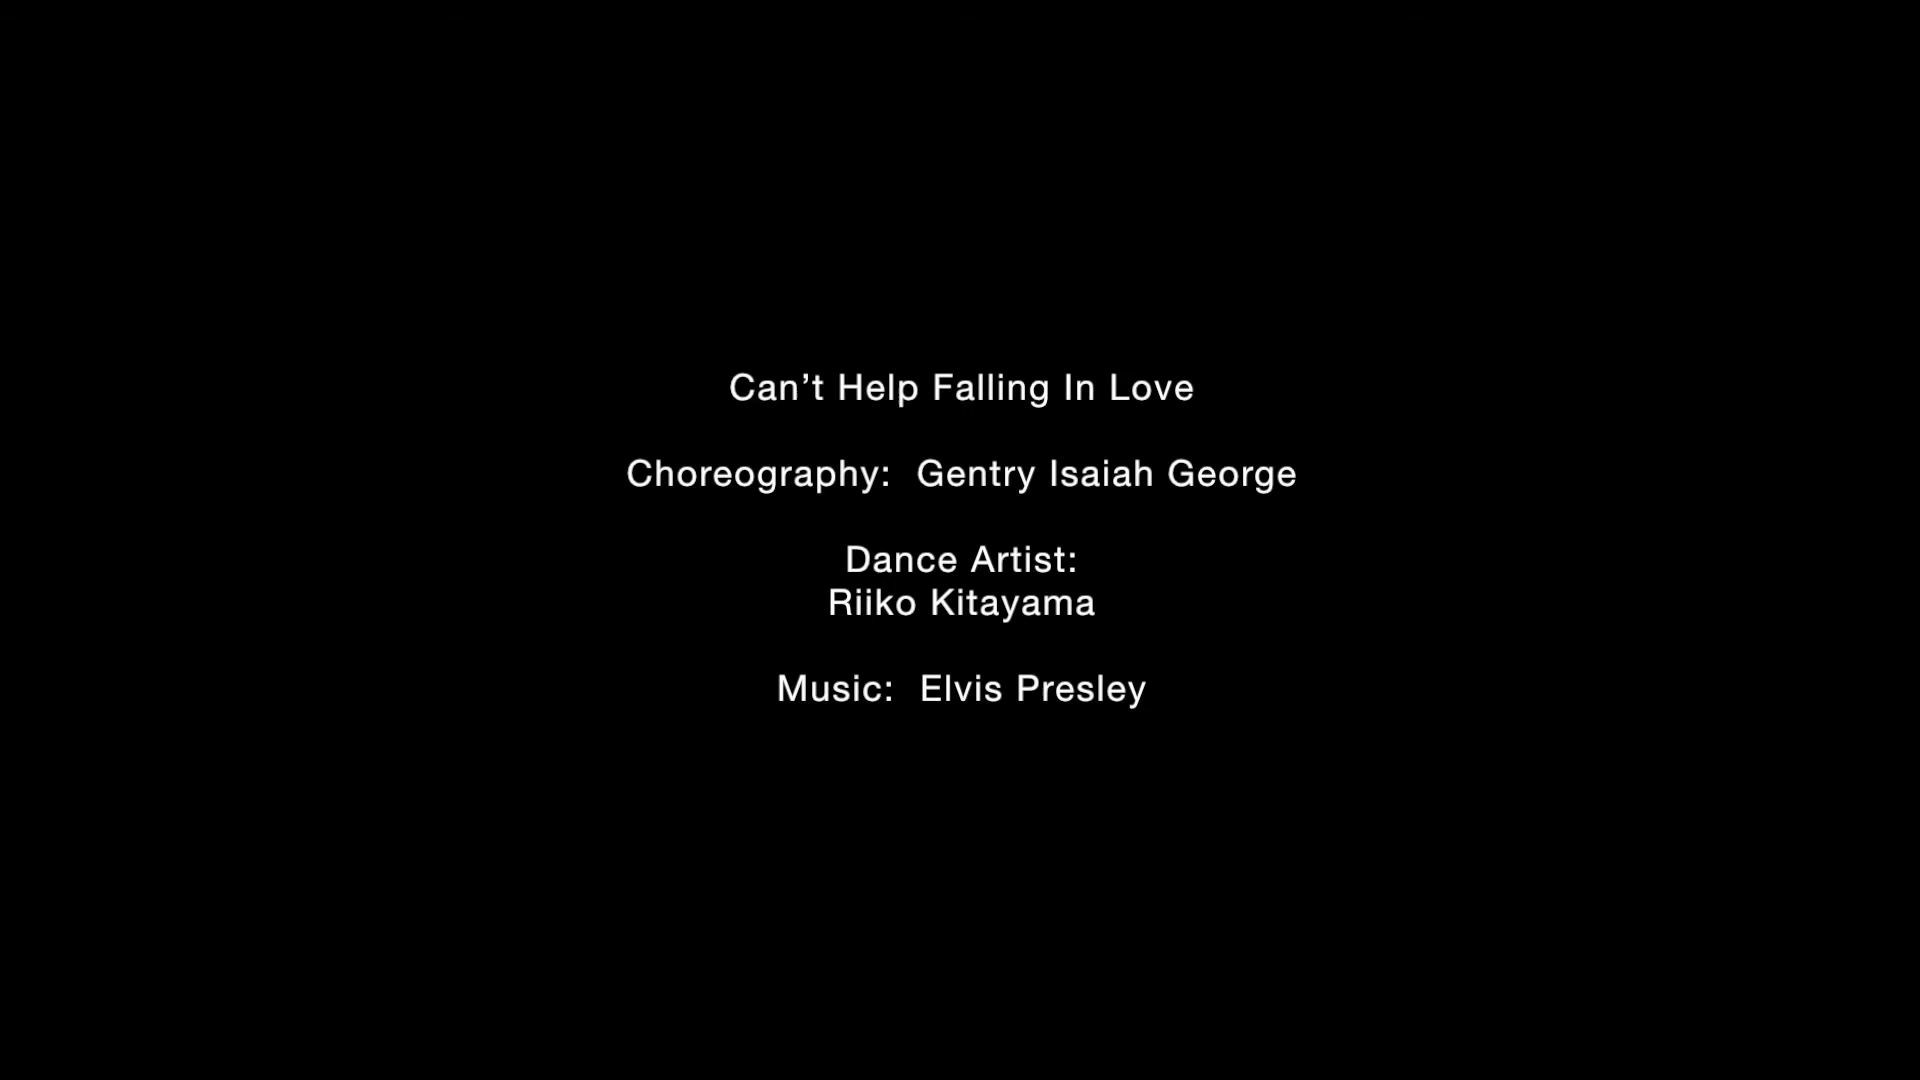 Can’t Help Falling In Love
Choreography:  Gentry Isaiah George
Dance Artist:
Riiko Kitayama
Music:  Elvis Presley